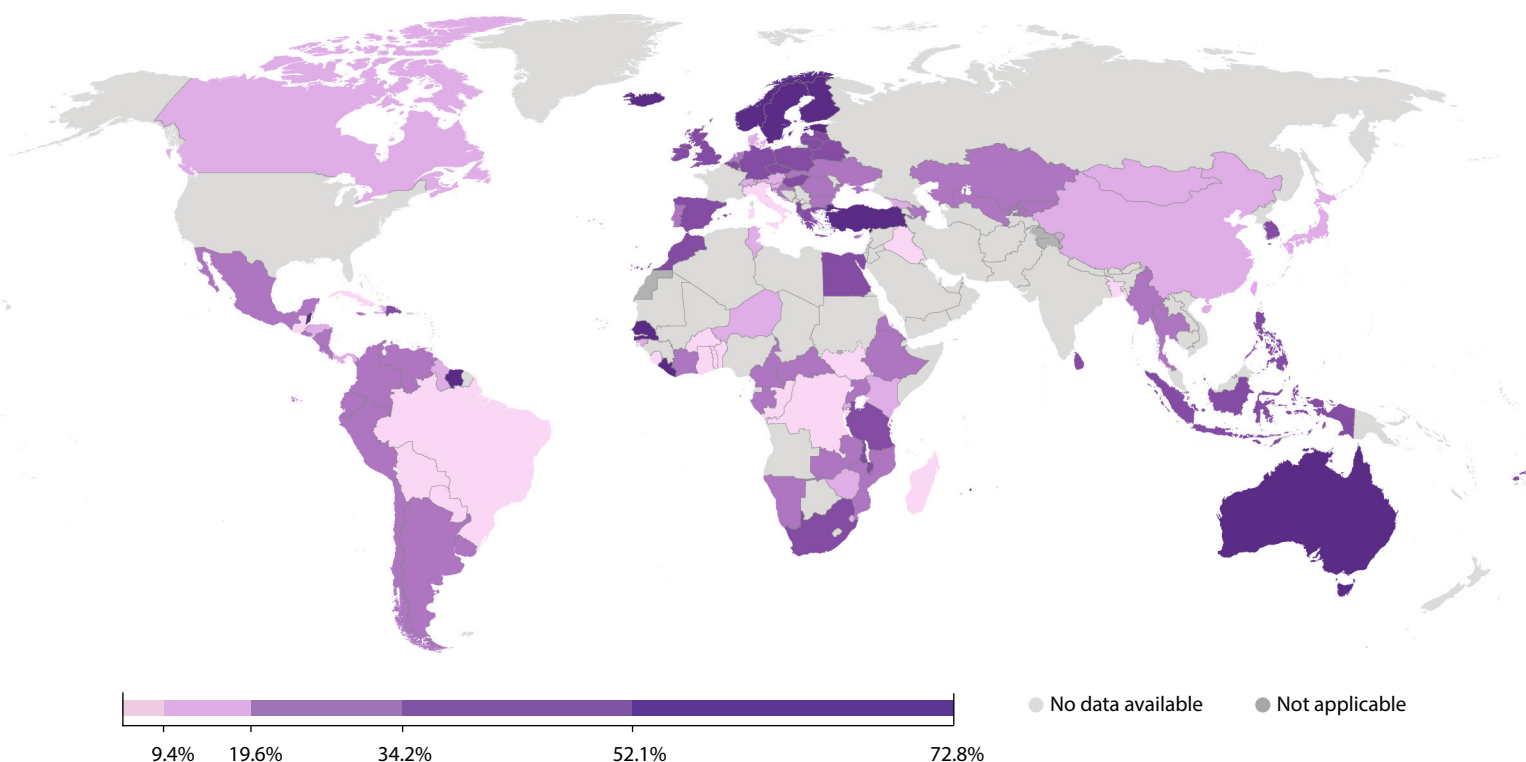 No data available
Not applicable
9.4%
19.6%
34.2%
52.1%
72.8%